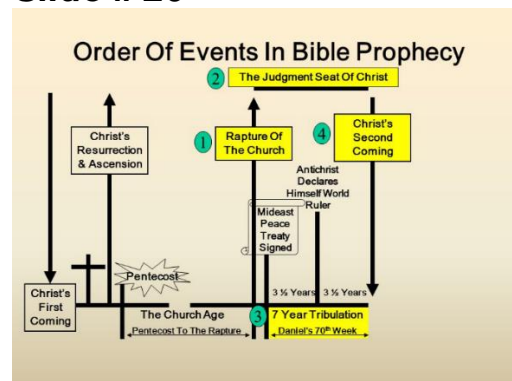 Order Of Events In Bible Prophecy
2
The Judgment Seat Of Christ
Christ's
Resurrection
& Ascension
1
Rapture Of
The Church
4
Christ's
Second
Coming
Antichrist
Declares
Himself World
Ruler
Mideast
Peace
Treaty
Signed
Pentecost
3 ½ Years
3 ½ Years
Christ's
First
Coming
The Church Age
Pentecost To The Rapture
3
7 Year Tribulation
Daniel's 70th Week